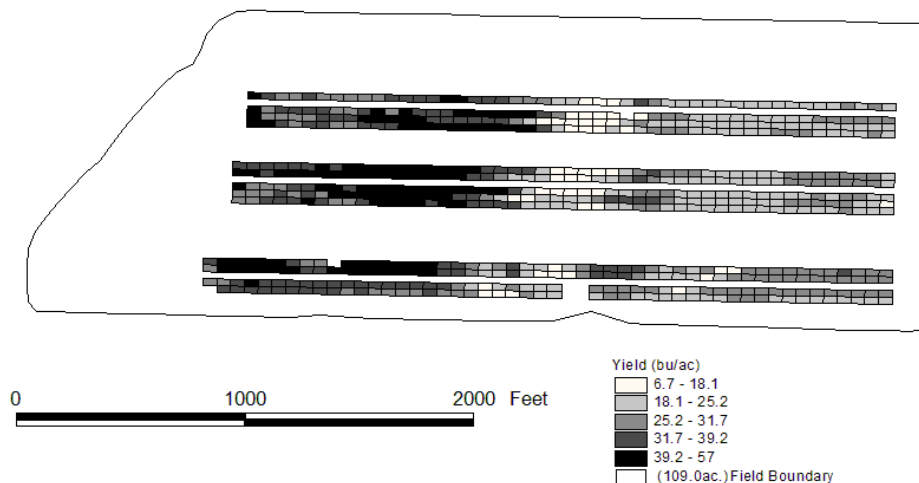 0 1000 2000 Feet
Yield (bu/ac)
6.7 - 18.1
18.1 - 25.2
25.2 - 31.7
31.7 - 39.2
39.2 - 57
(109.0ac.) Field Boundary